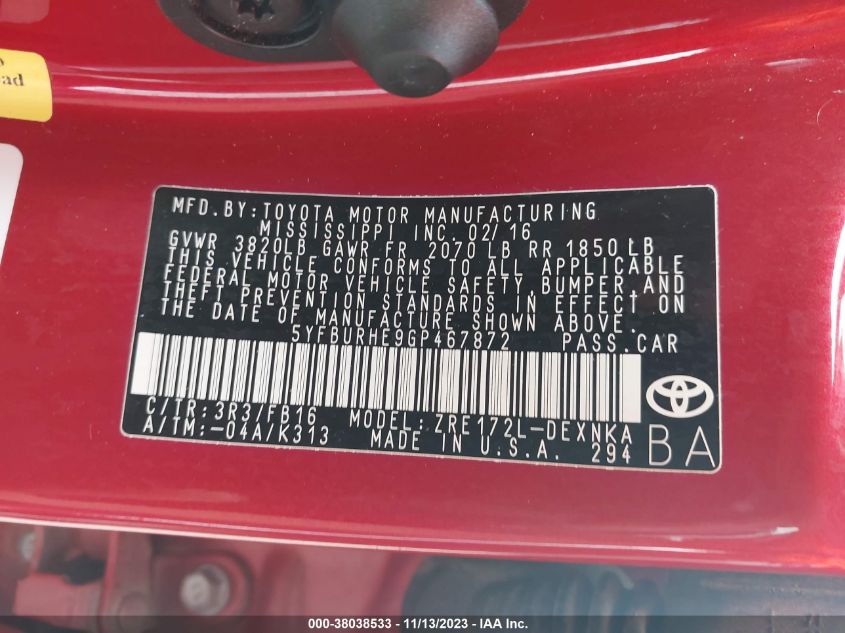 ad
MFD.BY:TOYOTA MOTOR MANUFACTURING
MISSISSIPPI INC. 02/16
GVWR 3820LB GAWR FR 2070 LB RR 1850 LB
THIS VEHICLE CONFORMS TO ALL APPLICABLE
FEDERAL MOTOR VEHICLE SAFETY, BUMPER, AND
THEFT PREVENTION STANDARDS IN EFFECT ON
THE DATE OF MANUFACTURE SHOWN ABOVE.
5YFBURHE9GP467872 PASS.CAR
C/TR:3R3/FB16 MODEL:ZRE172L-DEXNKA
A/TM:-04A/K313 MADE IN U.S.A. 294 BA
000-38038533 - 11/13/2023 - IAA Inc.